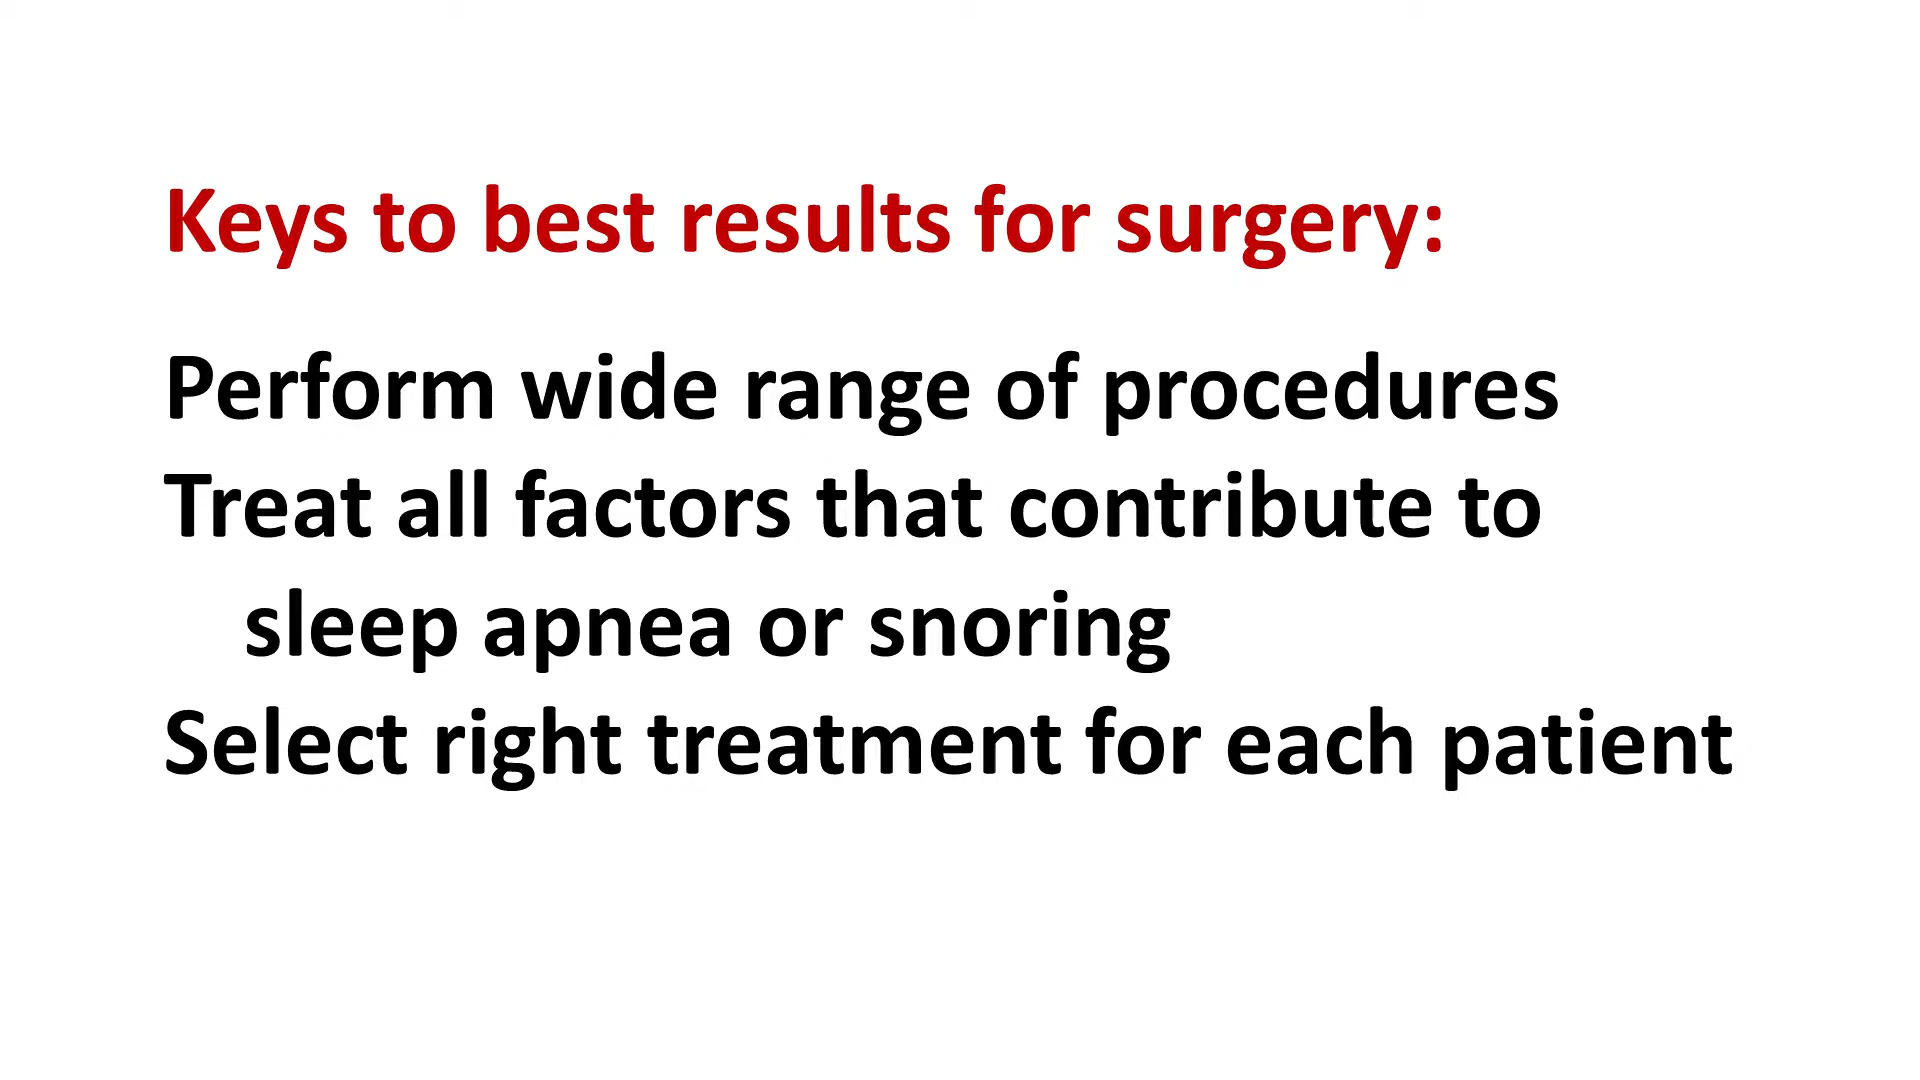 Keys to best results for surgery:
Perform wide range of procedures
Treat all factors that contribute to
sleep apnea or snoring
Select right treatment for each patient